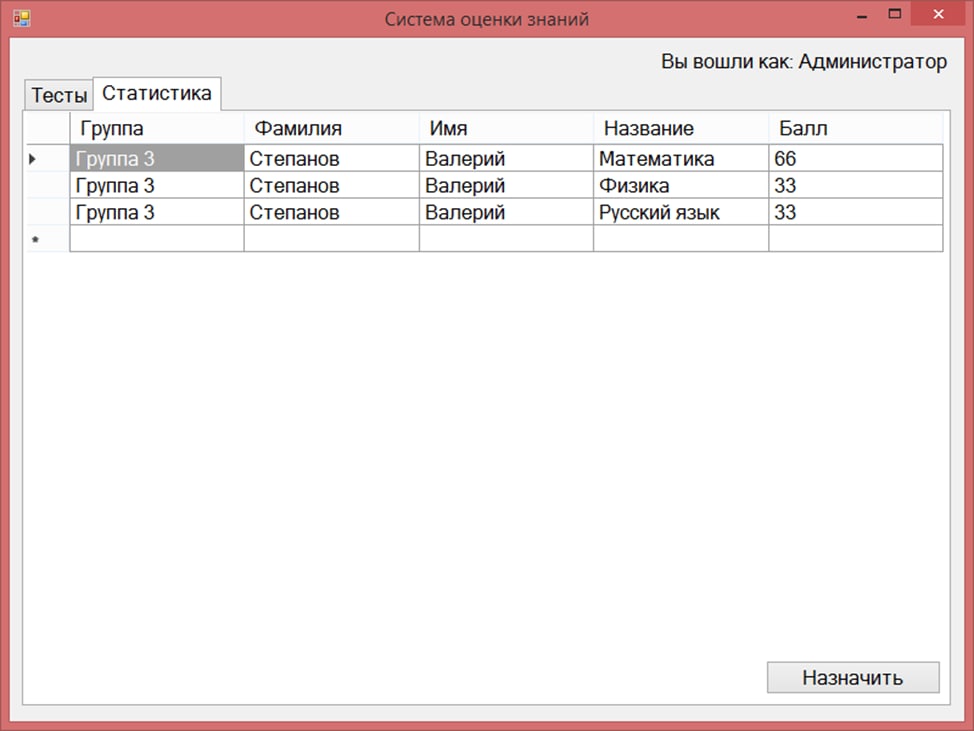 Система оценки знаний
Вы вошли как: Администратор
Тесты Статистика
Группа Фамилия Имя Название Балл
Группа 3 Степанов Валерий Математика 66
Группа 3 Степанов Валерий Физика 33
Группа 3 Степанов Валерий Русский язык 33
Назначить